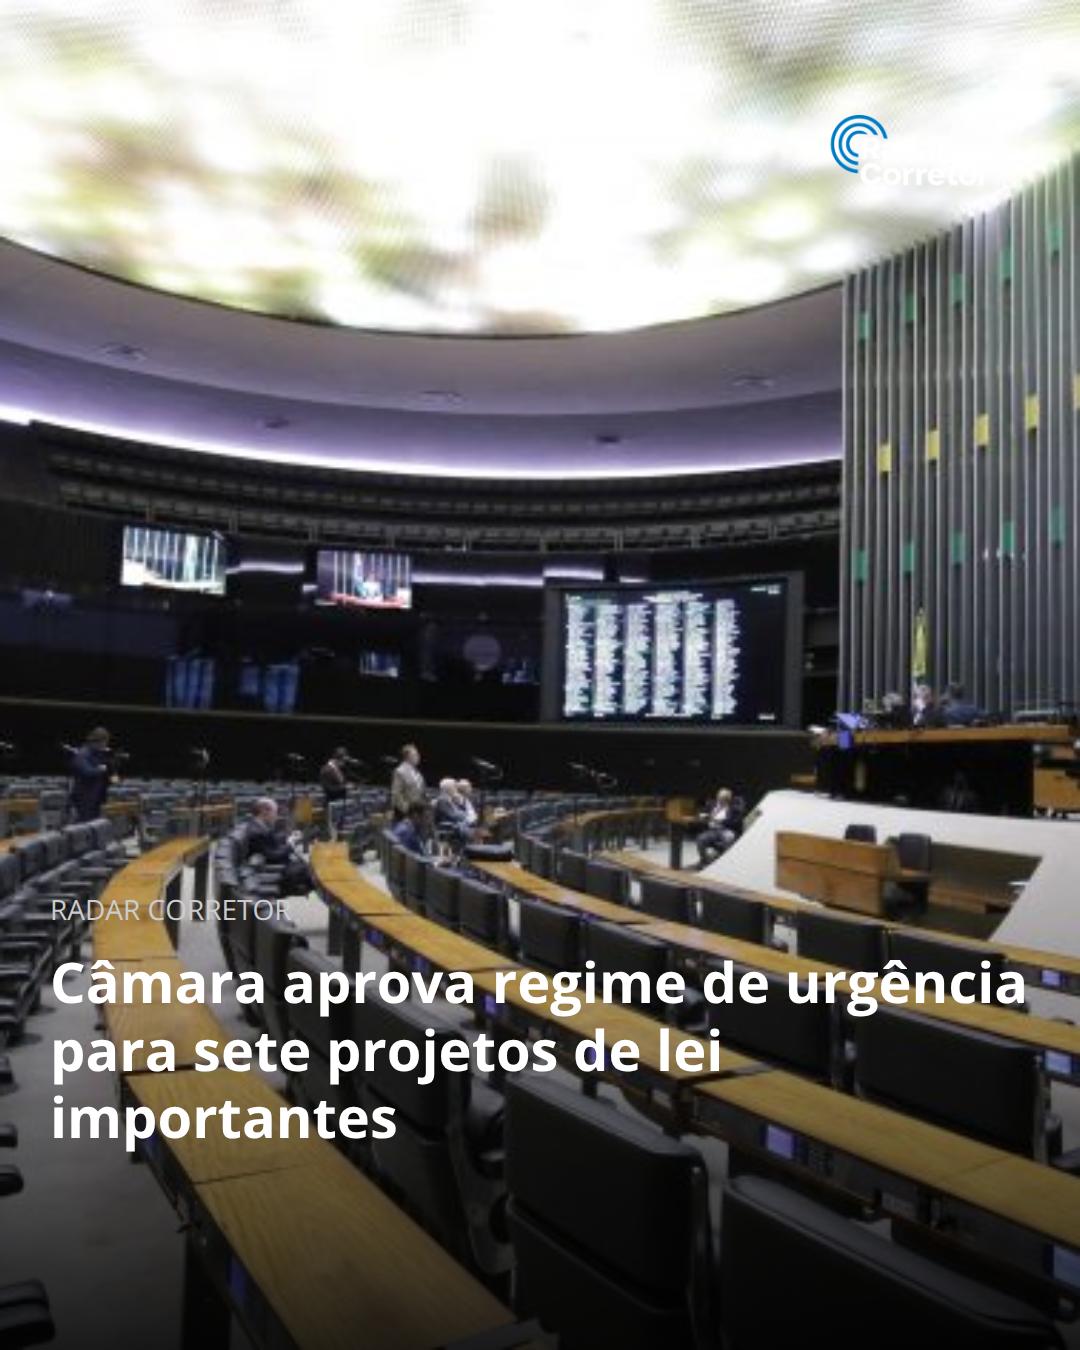 Corretor
RADAR CORRETOR
Câmara aprova regime de urgência
para sete projetos de lei
importantes